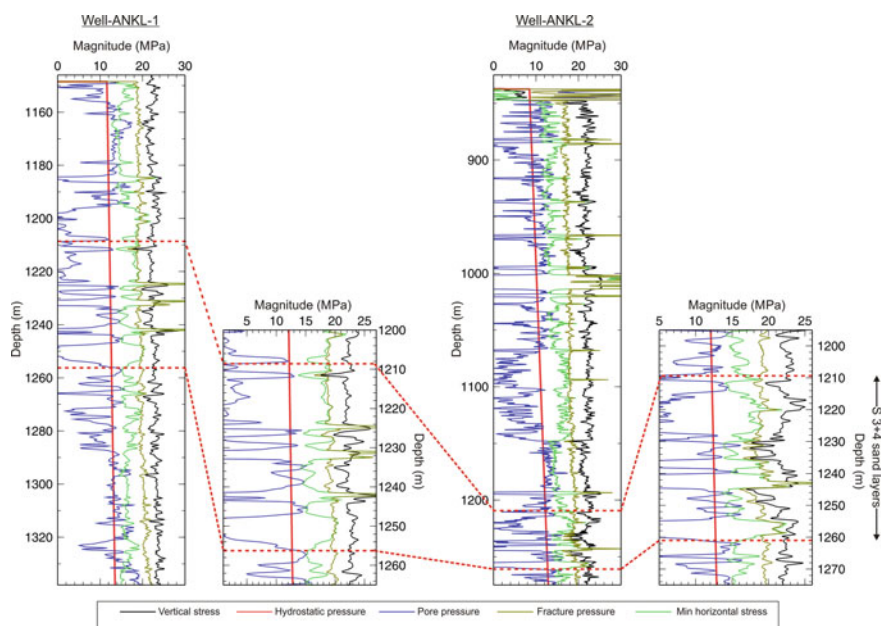 Well-ANKL-1
Magnitude (MPa)
0 10 20 30
Depth (m)
1160
1180
1200
1220
1240
1260
1280
1300
1320
Magnitude (MPa)
5 10 15 20 25
1200
1210
1220
1230
1240
1250
1260
Depth (m)
Well-ANKL-2
Magnitude (MPa)
0 10 20 30
Depth (m)
900
1000
1100
1200
Magnitude (MPa)
5 10 15 20 25
1200
1210
1220
1230
1240
1250
1260
1270
Depth (m)
S 3+4 sand layers
Vertical stress Hydrostatic pressure Pore pressure Fracture pressure Min horizontal stress